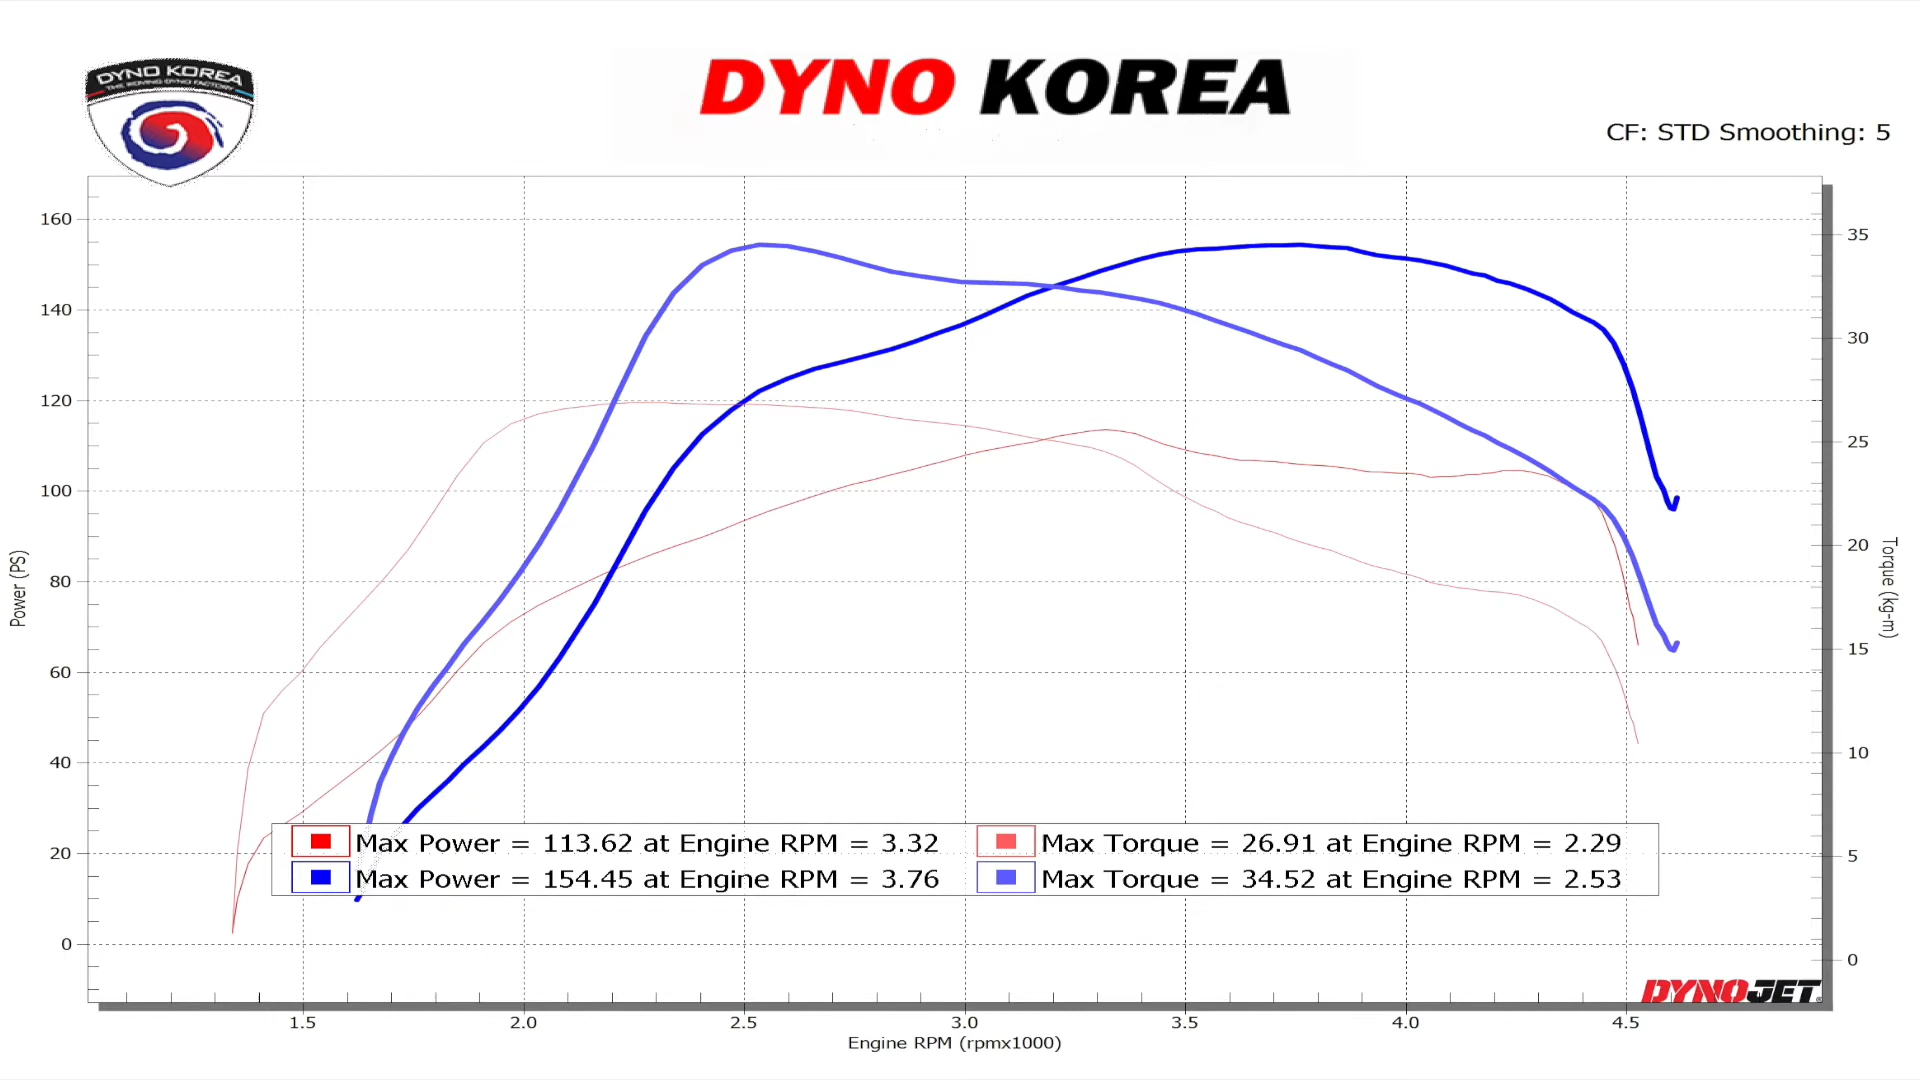 DYNO KOREA
THE ROVING DYNO FACTORY
DYNO KOREA
CF: STD Smoothing: 5
160
140
120
100
80
60
40
20
0
Power (PS)
35
30
25
20
15
10
5
0
Torque (kg-m)
Max Power = 113.62 at Engine RPM = 3.32
Max Torque = 26.91 at Engine RPM = 2.29
Max Power = 154.45 at Engine RPM = 3.76
Max Torque = 34.52 at Engine RPM = 2.53
DYNOJET
1.5 2.0 2.5 3.0 3.5 4.0 4.5
Engine RPM (rpmx1000)